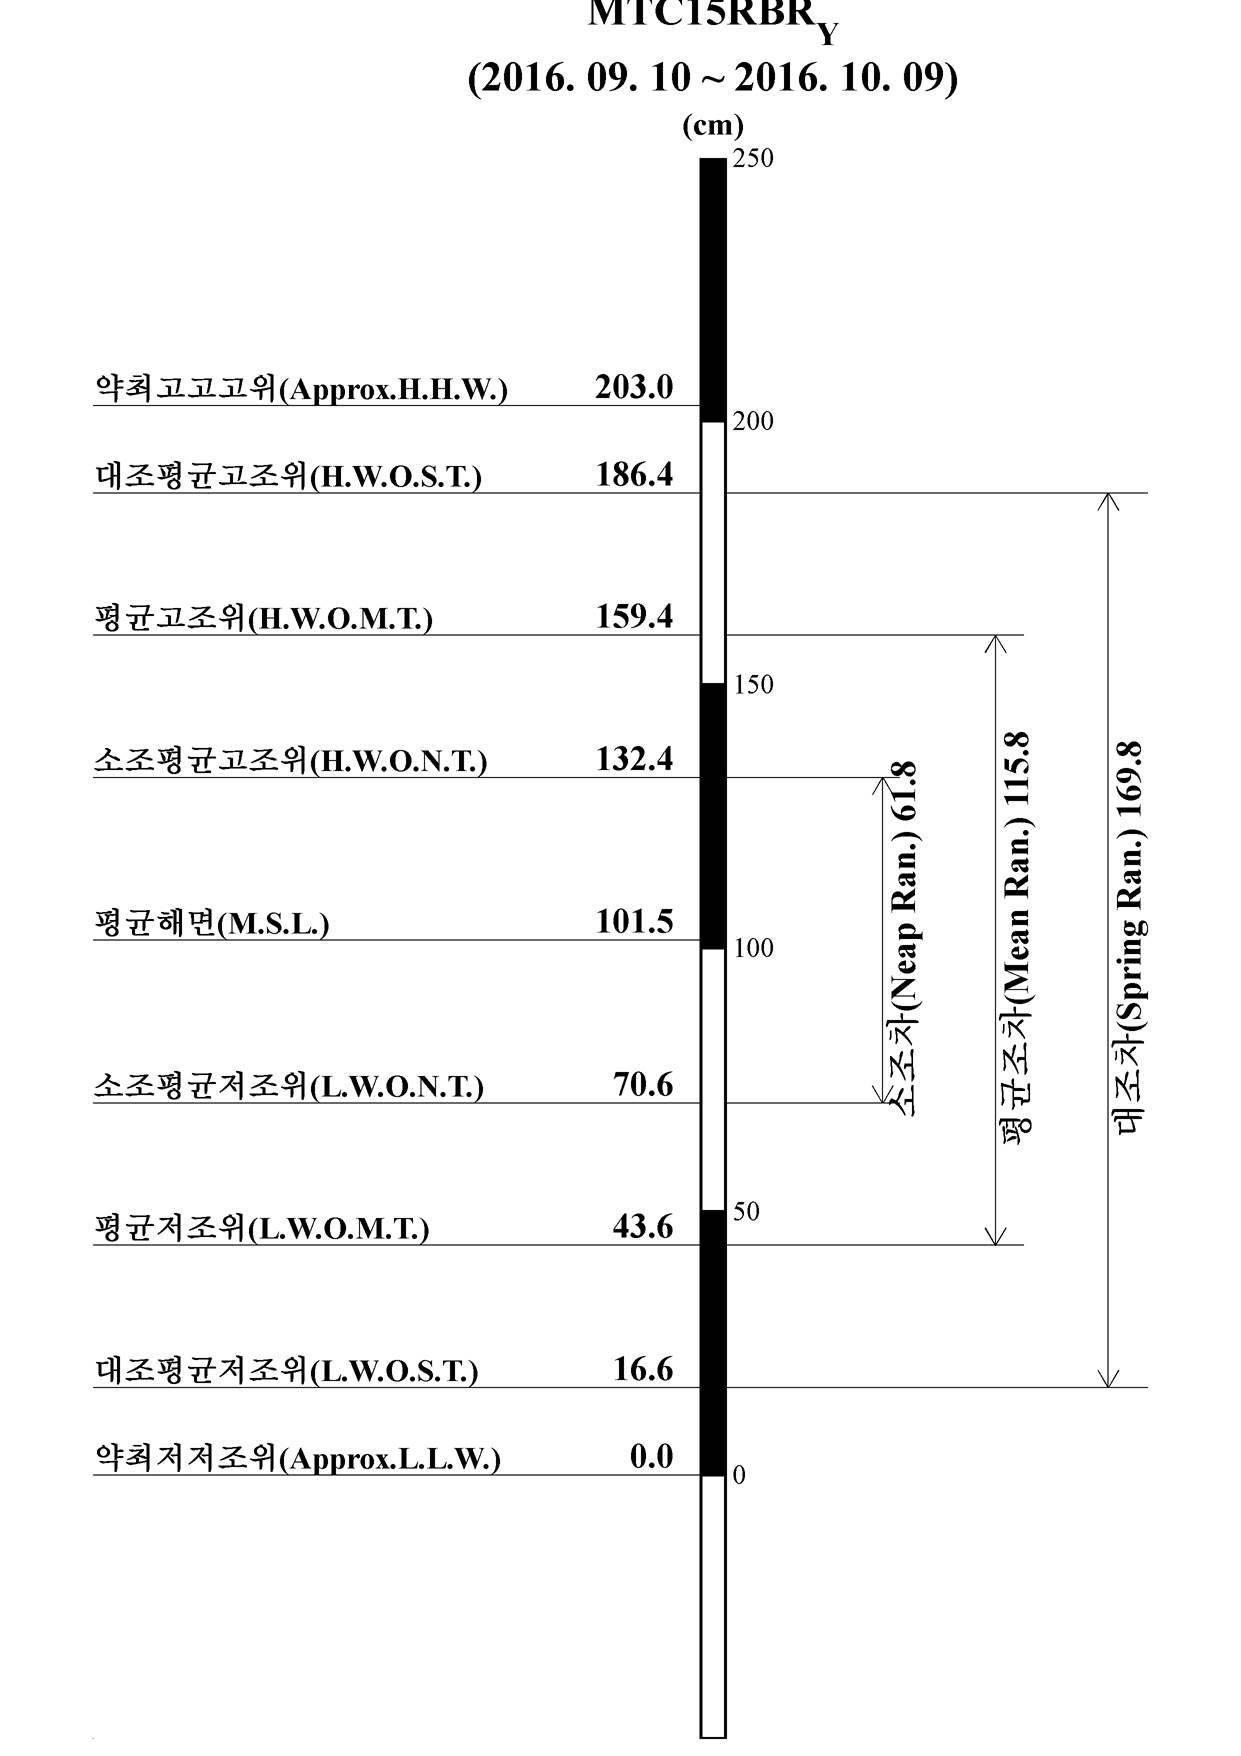 MTC15RBR_Y
(2016. 09. 10 ~ 2016. 10. 09)
(cm)
250
약최고고고위(Approx.H.H.W.) 203.0
200
대조평균고조위(H.W.O.S.T.) 186.4
평균고조위(H.W.O.M.T.) 159.4
150
소조평균고조위(H.W.O.N.T.) 132.4
평균해면(M.S.L.) 101.5
100
소조평균저조위(L.W.O.N.T.) 70.6
50
평균저조위(L.W.O.M.T.) 43.6
대조평균저조위(L.W.O.S.T.) 16.6
약최저저조위(Approx.L.L.W.) 0.0
0
소조차(Neap Ran.) 61.8
평균조차(Mean Ran.) 115.8
대조차(Spring Ran.) 169.8